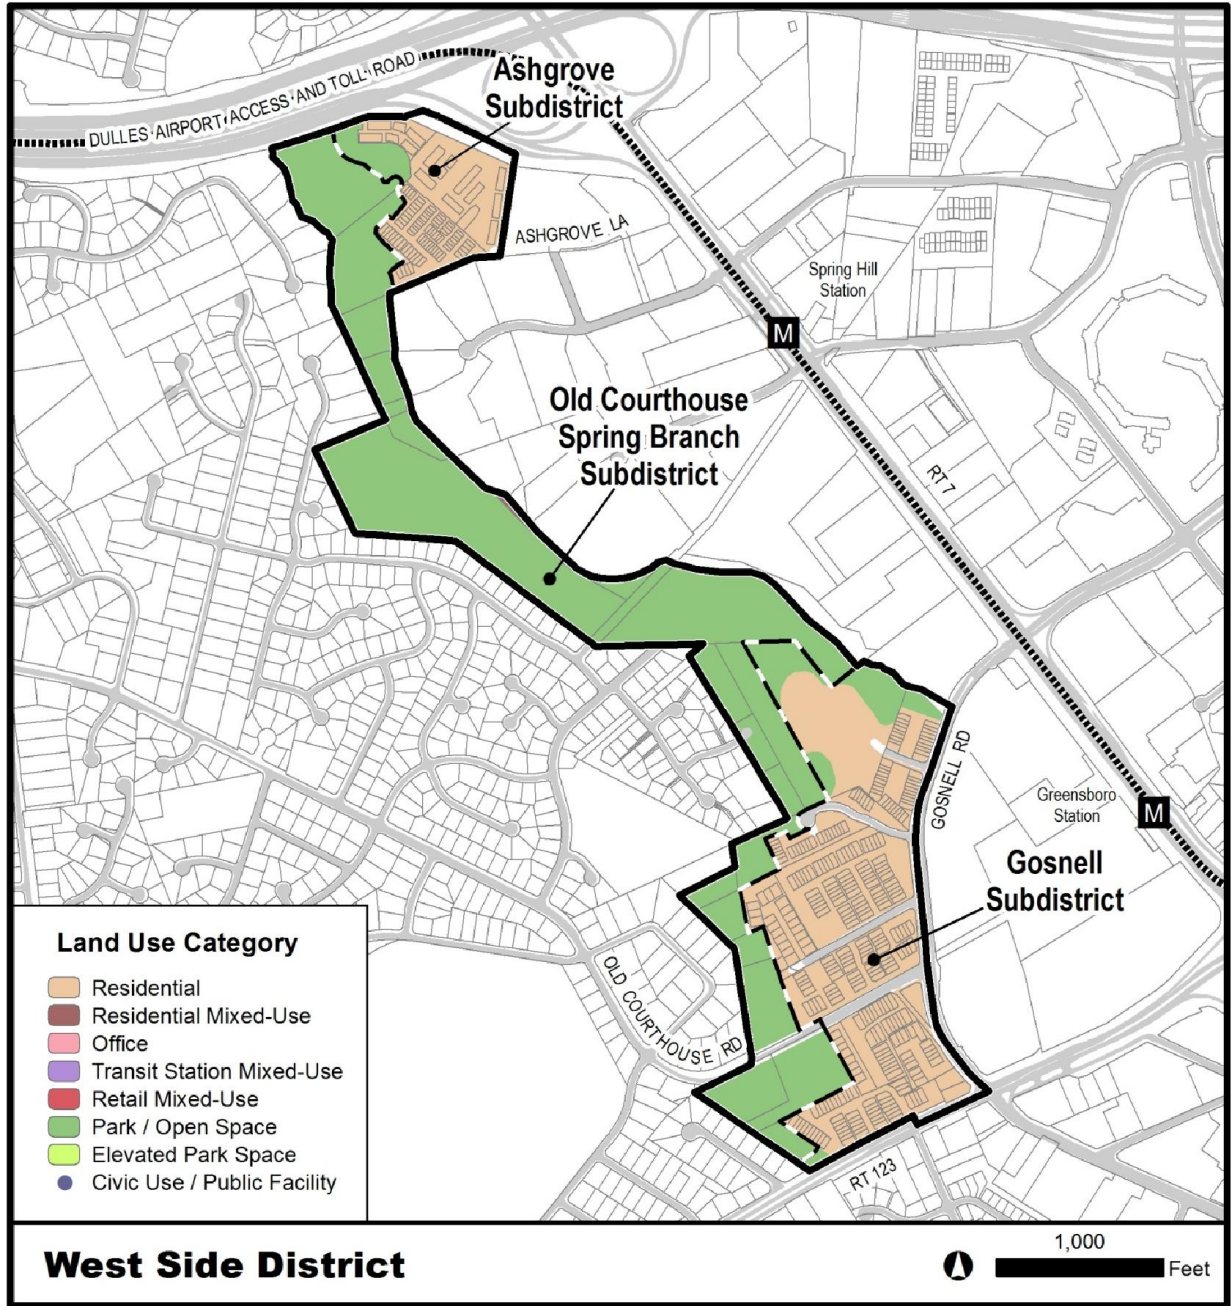 Ashgrove
Subdistrict
DULLES AIRPORT ACCESS AND TOLL ROAD
ASHGROVE LA
Spring Hill
Station
M
Old Courthouse
Spring Branch
Subdistrict
RT 7
GOSNELL RD
Greensboro
Station
M
Gosnell
Subdistrict
OLD COURTHOUSE RD
RT 123
Land Use Category
Residential
Residential Mixed-Use
Office
Transit Station Mixed-Use
Retail Mixed-Use
Park / Open Space
Elevated Park Space
Civic Use / Public Facility
West Side District
1,000
Feet